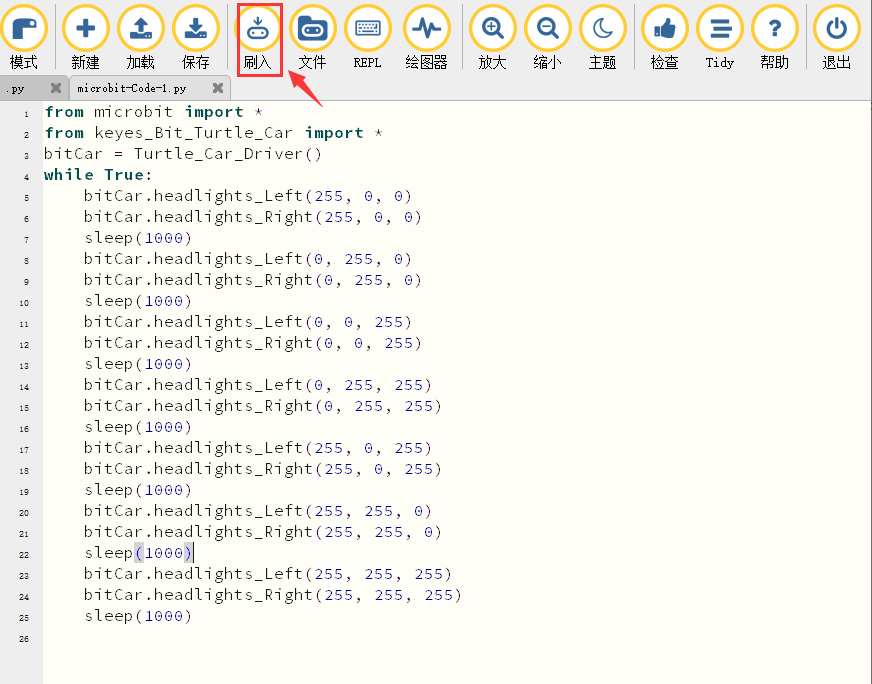 模式 新建 加载 保存 刷入 文件 REPL 绘图器 放大 缩小 主题 检查 Tidy 帮助 退出
.py microbit-Code-1.py
1 from microbit import *
2 from keyes_Bit_Turtle_Car import *
3 bitCar = Turtle_Car_Driver()
4 while True:
5     bitCar.headlights_Left(255, 0, 0)
6     bitCar.headlights_Right(255, 0, 0)
7     sleep(1000)
8     bitCar.headlights_Left(0, 255, 0)
9     bitCar.headlights_Right(0, 255, 0)
10     sleep(1000)
11     bitCar.headlights_Left(0, 0, 255)
12     bitCar.headlights_Right(0, 0, 255)
13     sleep(1000)
14     bitCar.headlights_Left(0, 255, 255)
15     bitCar.headlights_Right(0, 255, 255)
16     sleep(1000)
17     bitCar.headlights_Left(255, 0, 255)
18     bitCar.headlights_Right(255, 0, 255)
19     sleep(1000)
20     bitCar.headlights_Left(255, 255, 0)
21     bitCar.headlights_Right(255, 255, 0)
22     sleep(1000)
23     bitCar.headlights_Left(255, 255, 255)
24     bitCar.headlights_Right(255, 255, 255)
25     sleep(1000)
26